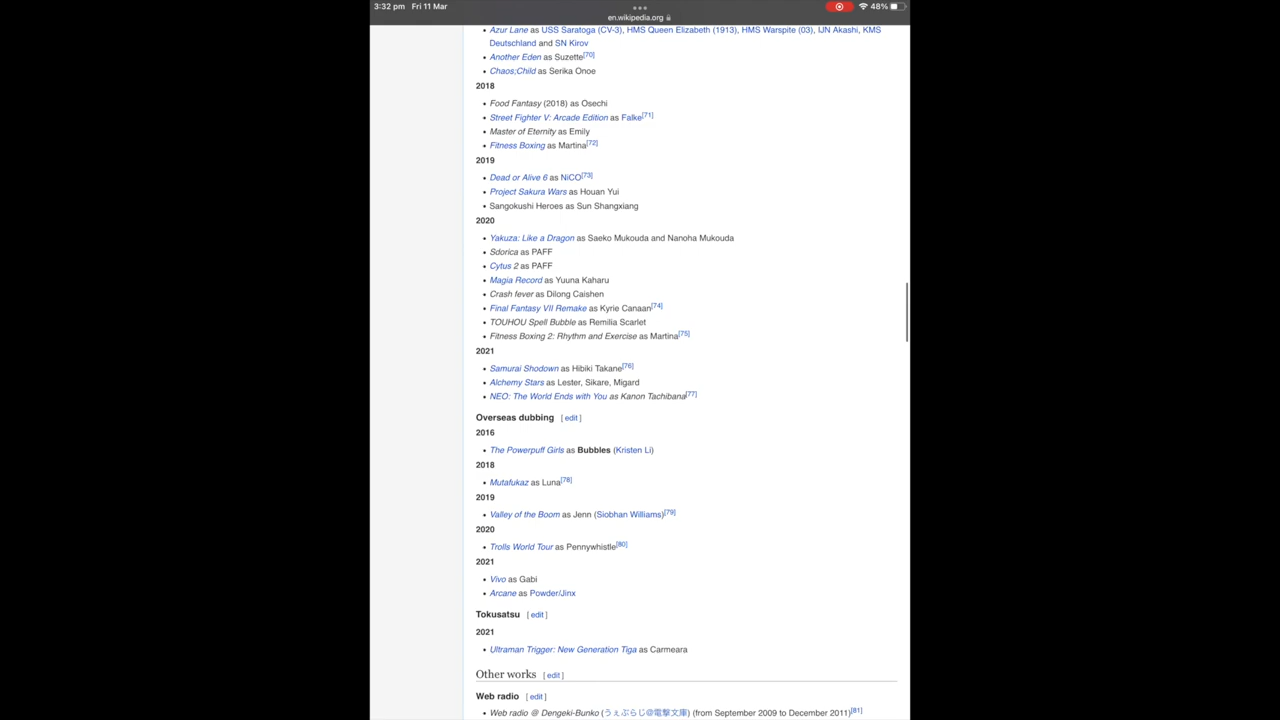 3:32 pm Fri 11 Mar
48%
en.wikipedia.org
• Azur Lane as USS Saratoga (CV-3), HMS Queen Elizabeth (1913), HMS Warspite (03), IJN Akashi, KMS
Deutschland and SN Kirov
• Another Eden as Suzette[70]
• Chaos;Child as Serika Onoe
2018
• Food Fantasy (2018) as Osechi
• Street Fighter V: Arcade Edition as Falke[71]
• Master of Eternity as Emily
• Fitness Boxing as Martina[72]
2019
• Dead or Alive 6 as NiCO[73]
• Project Sakura Wars as Houan Yui
• Sangokushi Heroes as Sun Shangxiang
2020
• Yakuza: Like a Dragon as Saeko Mukouda and Nanoha Mukouda
• Sdorica as PAFF
• Cytus 2 as PAFF
• Magia Record as Yuuna Kaharu
• Crash fever as Dilong Caishen
• Final Fantasy VII Remake as Kyrie Canaan[74]
• TOUHOU Spell Bubble as Remilia Scarlet
• Fitness Boxing 2: Rhythm and Exercise as Martina[75]
2021
• Samurai Shodown as Hibiki Takane[76]
• Alchemy Stars as Lester, Sikare, Migard
• NEO: The World Ends with You as Kanon Tachibana[77]
Overseas dubbing [ edit ]
2016
• The Powerpuff Girls as Bubbles (Kristen Li)
2018
• Mutafukaz as Luna[78]
2019
• Valley of the Boom as Jenn (Siobhan Williams)[79]
2020
• Trolls World Tour as Pennywhistle[80]
2021
• Vivo as Gabi
• Arcane as Powder/Jinx
Tokusatsu [ edit ]
2021
• Ultraman Trigger: New Generation Tiga as Carmeara
Other works [ edit ]
Web radio [ edit ]
• Web radio @ Dengeki-Bunko (うぇぶらじ@電撃文庫) (from September 2009 to December 2011)[81]